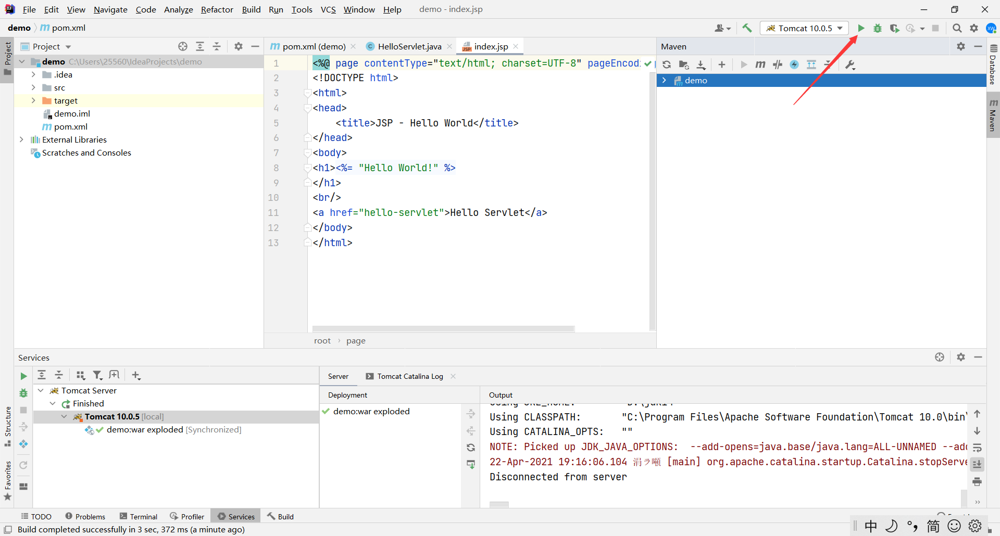 File Edit View Navigate Code Analyze Refactor Build Run Tools VCS Window Help demo - index.jsp
demo pom.xml
Tomcat 10.0.5
XW
Project
Project
demo C:\Users\25560\IdeaProjects\demo
.idea
src
target
demo.iml
pom.xml
External Libraries
Scratches and Consoles
pom.xml (demo) HelloServlet.java index.jsp
1 <%@ page contentType="text/html; charset=UTF-8" pageEncod
2 <!DOCTYPE html>
3 <html>
4 <head>
5 <title>JSP - Hello World</title>
6 </head>
7 <body>
8 <h1><%= "Hello World!" %>
9 </h1>
10 <br/>
11 <a href="hello-servlet">Hello Servlet</a>
12 </body>
13 </html>
root › page
Maven
demo
Database
Maven
Services
Tomcat Server
Finished
Tomcat 10.0.5 [local]
demo:war exploded [Synchronized]
Server Tomcat Catalina Log
Deployment
demo:war exploded
Output
Using CLASSPATH: "C:\Program Files\Apache Software Foundation\Tomcat 10.0\bin\
Using CATALINA_OPTS: ""
NOTE: Picked up JDK_JAVA_OPTIONS: --add-opens=java.base/java.lang=ALL-UNNAMED --add
22-Apr-2021 19:16:06.104 涓ラ噸 [main] org.apache.catalina.startup.Catalina.stopServe
Disconnected from server
Structure
Favorites
TODO Problems Terminal Profiler Services Build
Build completed successfully in 3 sec, 372 ms (a minute ago)
中 简